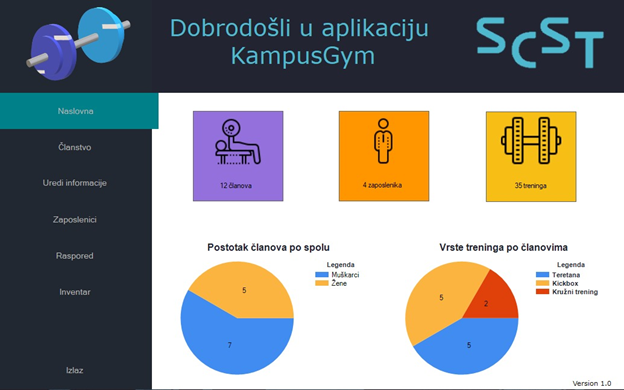 Dobrodošli u aplikaciju
KampusGym
SCST
Naslovna
Članstvo
Uredi informacije
Zaposlenici
Raspored
Inventar
Izlaz
12 članova
4 zaposlenika
35 treninga
Postotak članova po spolu
Legenda
Muškarci
Žene
5
7
Vrste treninga po članovima
Legenda
Teretana
Kickbox
Kružni trening
5
2
5
Version 1.0